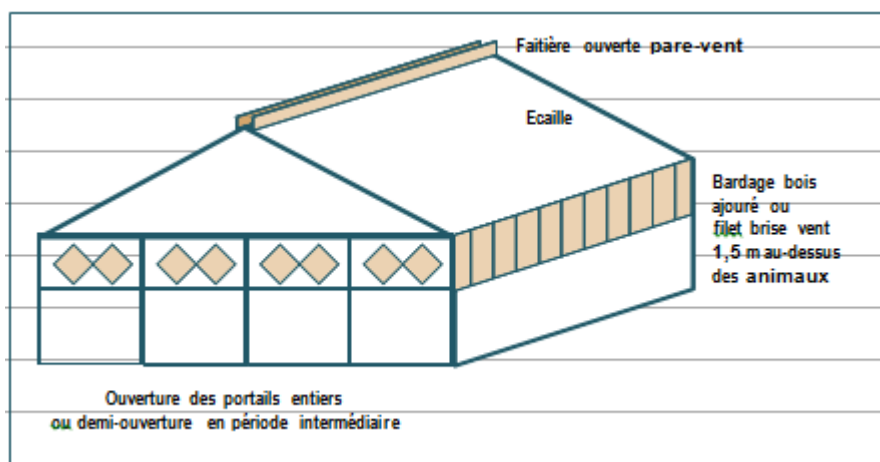 Faitière ouverte pare-vent
Ecaille
Bardage bois
ajouré ou
filet brise vent
1,5 m au-dessus
des animaux
Ouverture des portails entiers
ou demi-ouverture en période intermédiaire